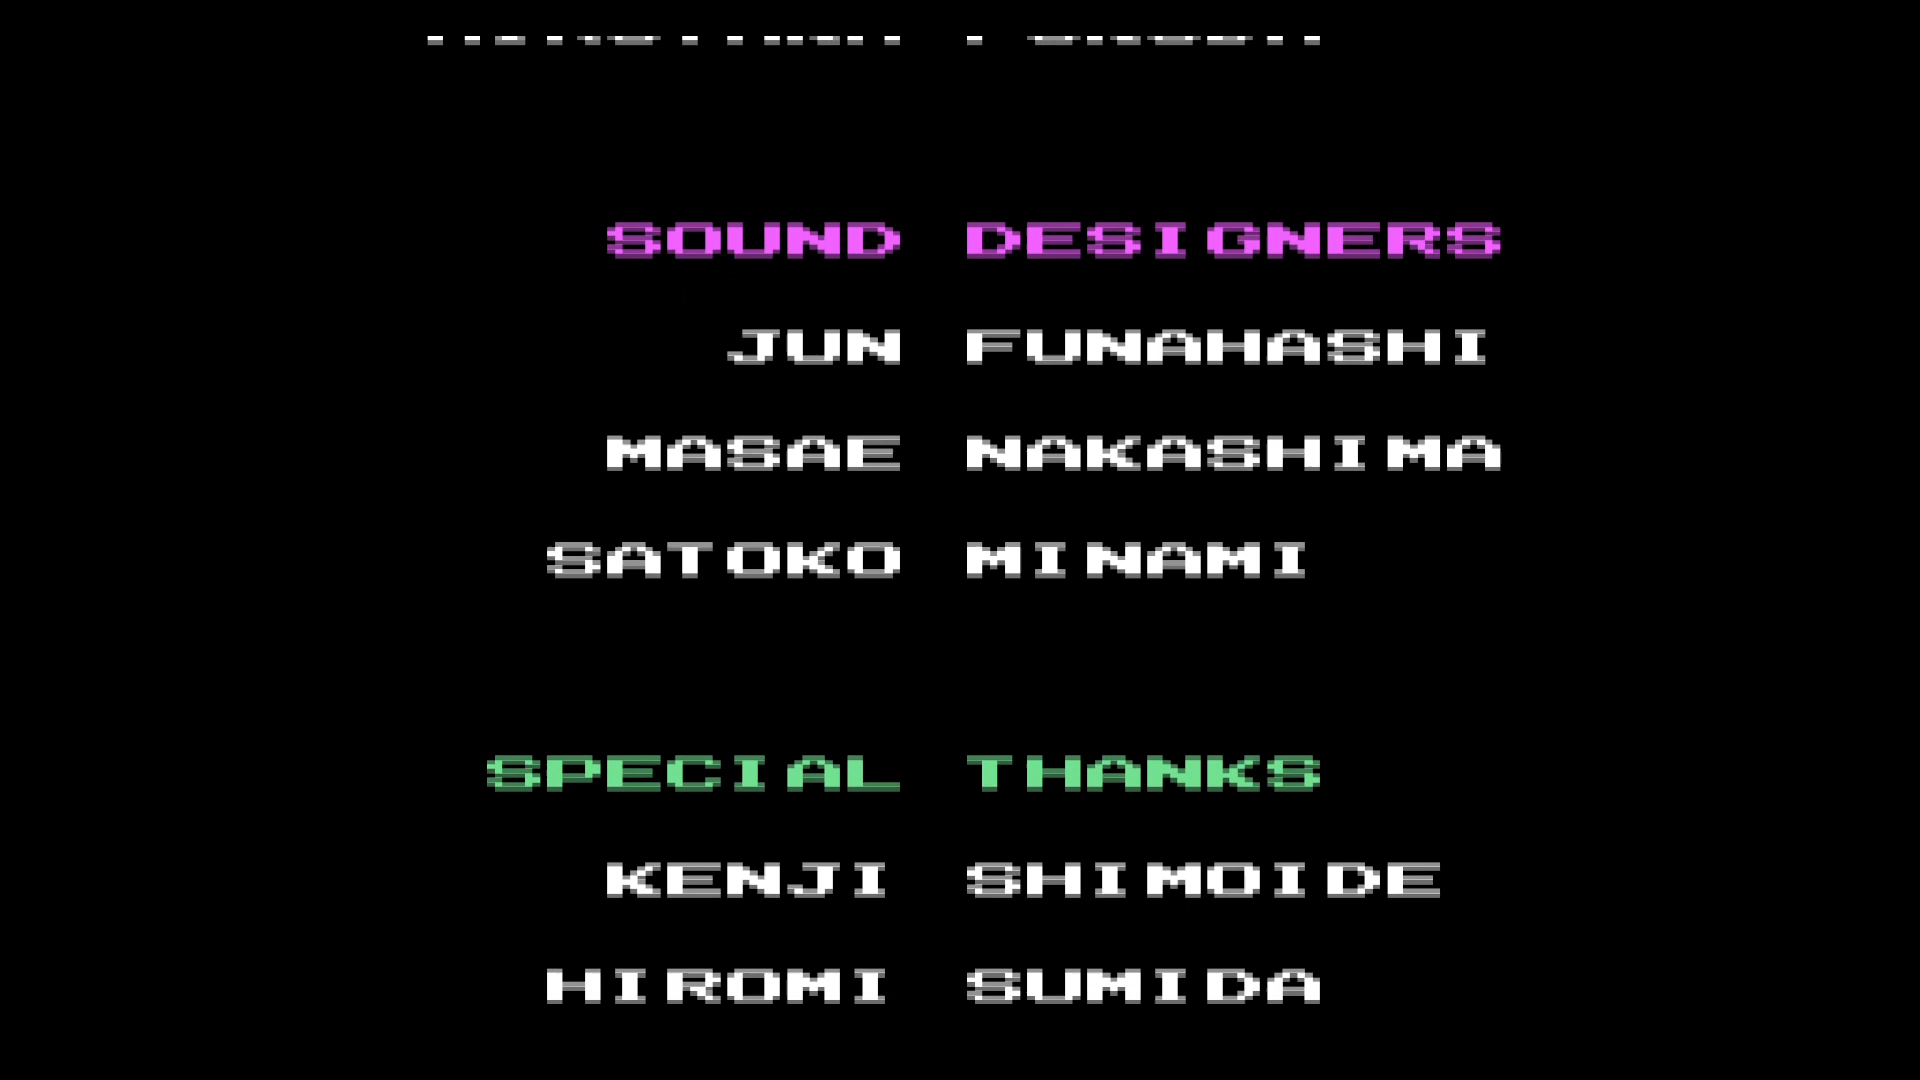 SOUND DESIGNERS
JUN FUNAHASHI
MASAE NAKASHIMA
SATOKO MINAMI
SPECIAL THANKS
KENJI SHIMOIDE
HIROMI SUMIDA